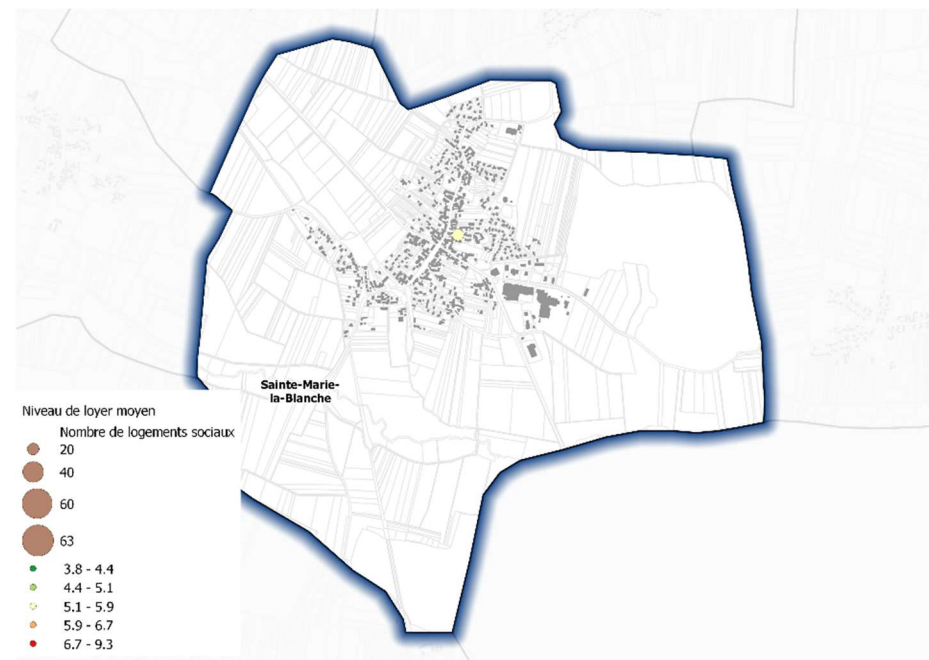 Sainte-Marie-
la-Blanche
Niveau de loyer moyen
Nombre de logements sociaux
20
40
60
63
3.8 - 4.4
4.4 - 5.1
5.1 - 5.9
5.9 - 6.7
6.7 - 9.3